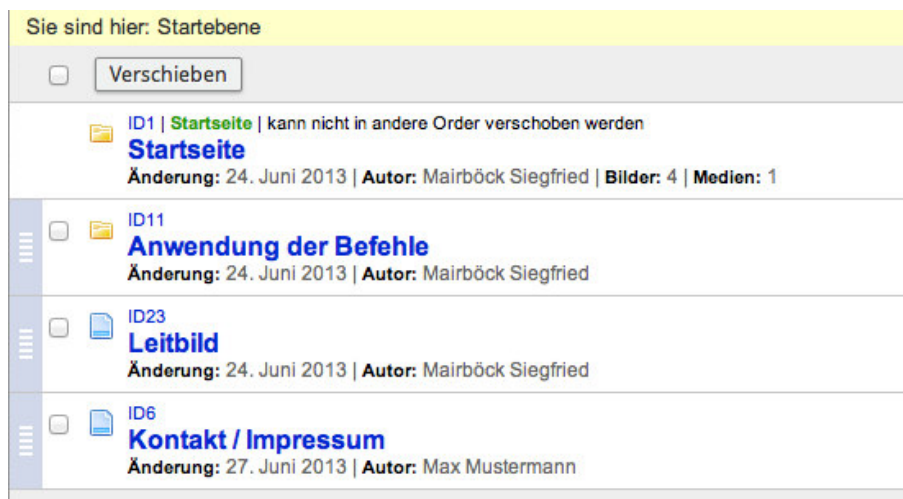 Sie sind hier: Startebene
Verschieben
ID1 | Startseite | kann nicht in andere Order verschoben werden
Startseite
Änderung: 24. Juni 2013 | Autor: Mairböck Siegfried | Bilder: 4 | Medien: 1
ID11
Anwendung der Befehle
Änderung: 24. Juni 2013 | Autor: Mairböck Siegfried
ID23
Leitbild
Änderung: 24. Juni 2013 | Autor: Mairböck Siegfried
ID6
Kontakt / Impressum
Änderung: 27. Juni 2013 | Autor: Max Mustermann